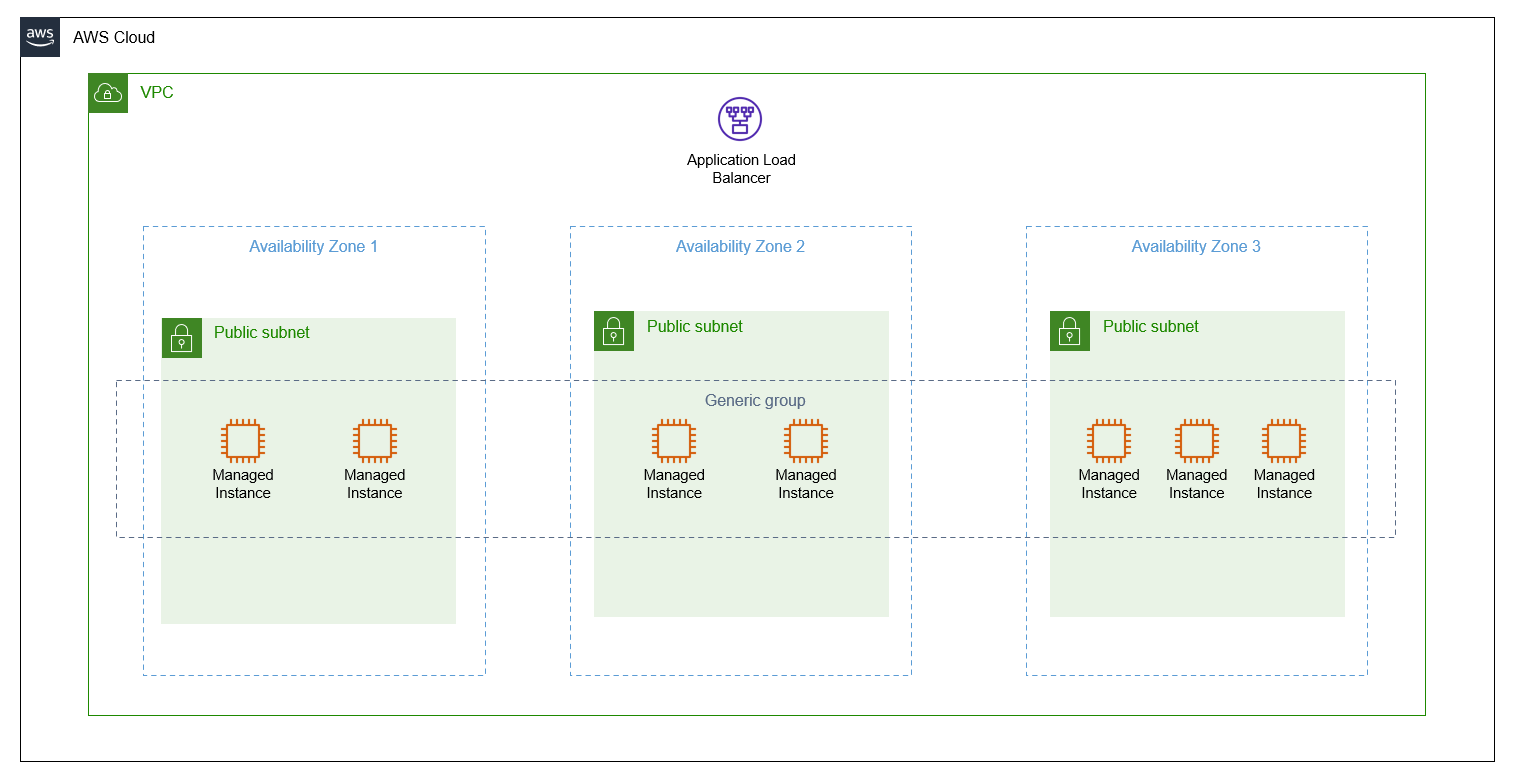 aws
AWS Cloud
VPC
Application Load
Balancer
Availability Zone 1
Availability Zone 2
Availability Zone 3
Public subnet
Public subnet
Public subnet
Generic group
Managed
Instance
Managed
Instance
Managed
Instance
Managed
Instance
Managed
Instance
Managed
Instance
Managed
Instance